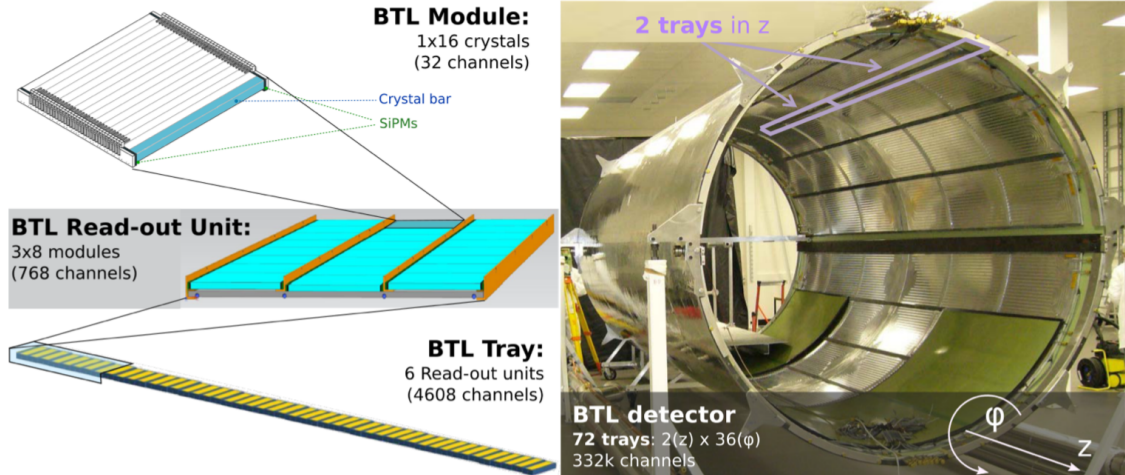 BTL Module:
1x16 crystals
(32 channels)
Crystal bar
SiPMs
BTL Read-out Unit:
3x8 modules
(768 channels)
BTL Tray:
6 Read-out units
(4608 channels)
2 trays in z
BTL detector
72 trays: 2(z) x 36(φ)
332k channels
φ
z